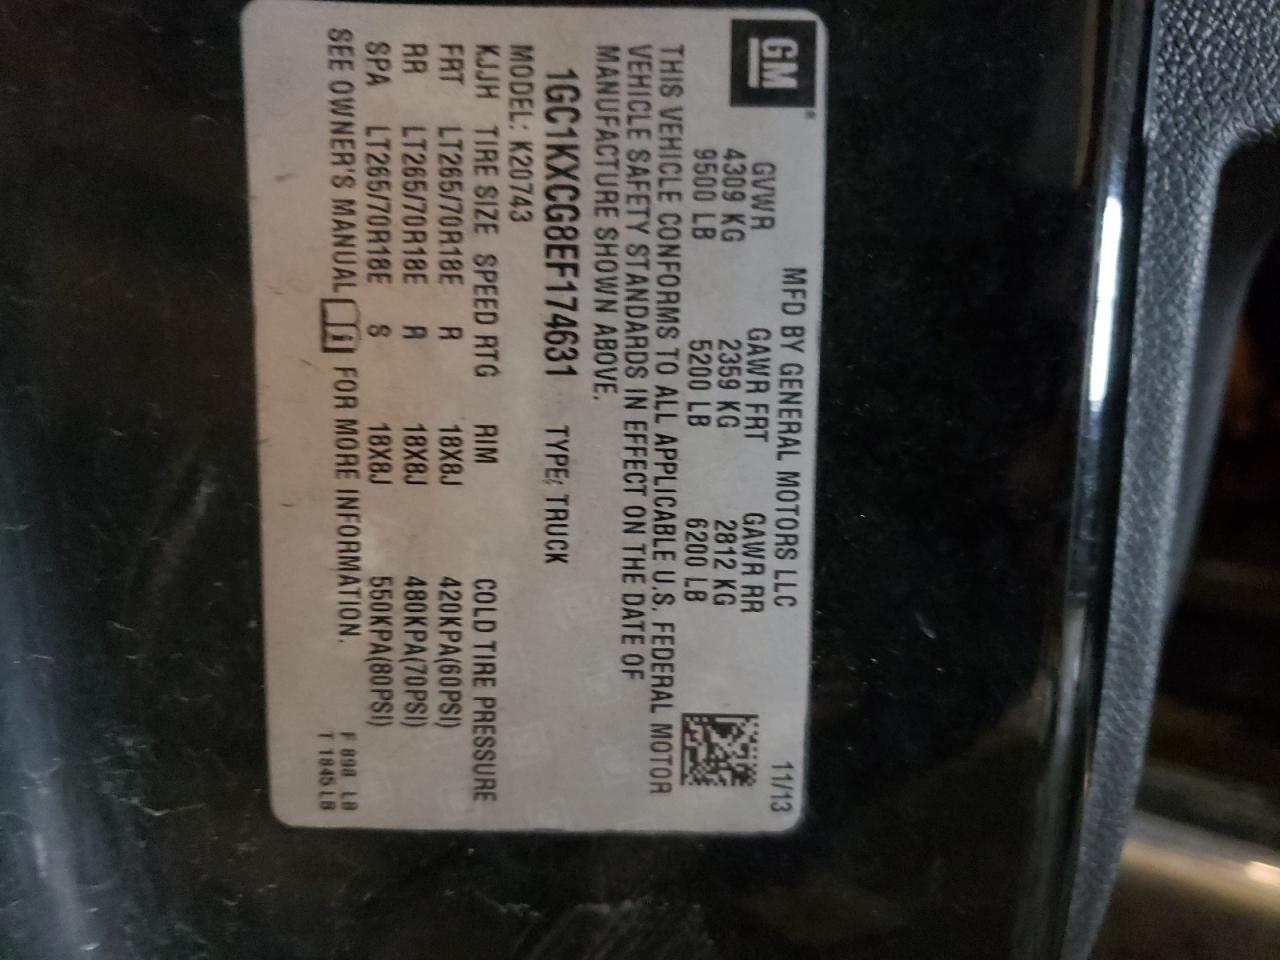 GM
MFD BY GENERAL MOTORS LLC 11/13
GVWR GAWR FRT GAWR RR
4309 KG 2359 KG 2812 KG
9500 LB 5200 LB 6200 LB
THIS VEHICLE CONFORMS TO ALL APPLICABLE U.S. FEDERAL MOTOR
VEHICLE SAFETY STANDARDS IN EFFECT ON THE DATE OF
MANUFACTURE SHOWN ABOVE.
1GC1KXCG8EF174631 TYPE: TRUCK
MODEL: K20743
KJJH TIRE SIZE SPEED RTG RIM COLD TIRE PRESSURE
FRT LT265/70R18E R 18X8J 420KPA(60PSI)
RR LT265/70R18E R 18X8J 480KPA(70PSI)
SPA LT265/70R18E S 18X8J 550KPA(80PSI)
SEE OWNER'S MANUAL i FOR MORE INFORMATION.
F 898 LB
T 1845 LB